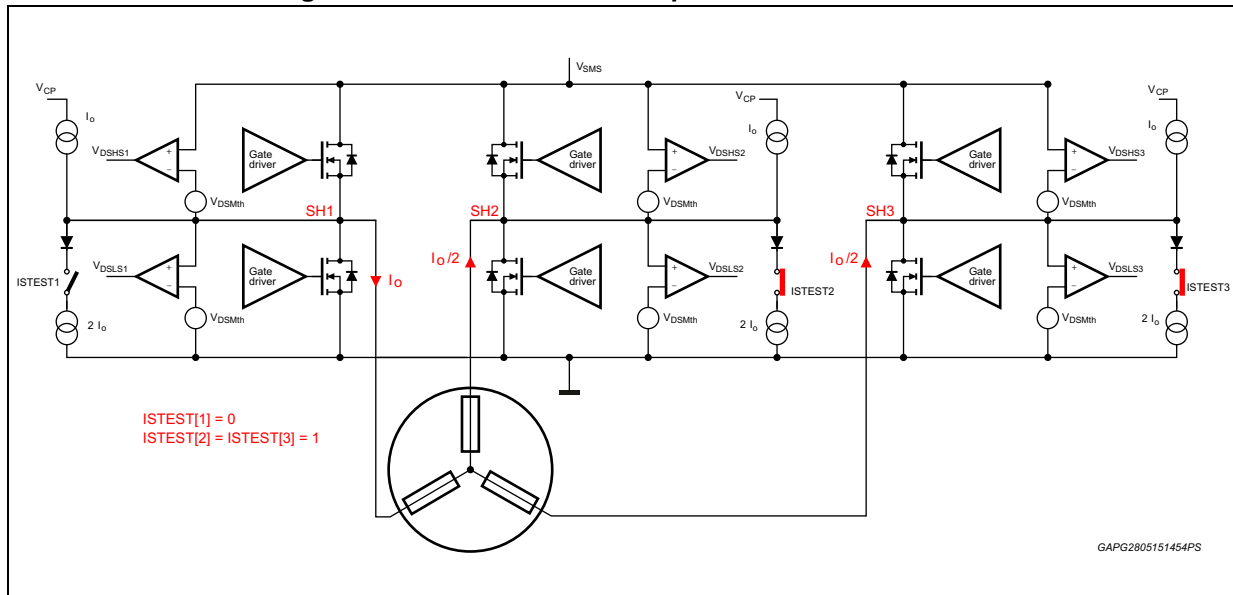 VSMS
VCP
VCP
VCP
Io
Io
Io
VDSHS1
Gate driver
Gate driver
VDSHS2
Gate driver
VDSHS3
VDSMth
VDSMth
VDSMth
SH1
SH2
SH3
ISTEST1
VDSLS1
Gate driver
Io
Io/2
Gate driver
VDSLS2
ISTEST2
Io/2
Gate driver
VDSLS3
ISTEST3
2 Io
VDSMth
VDSMth
2 Io
VDSMth
2 Io
ISTEST[1] = 0
ISTEST[2] = ISTEST[3] = 1
GAPG2805151454PS